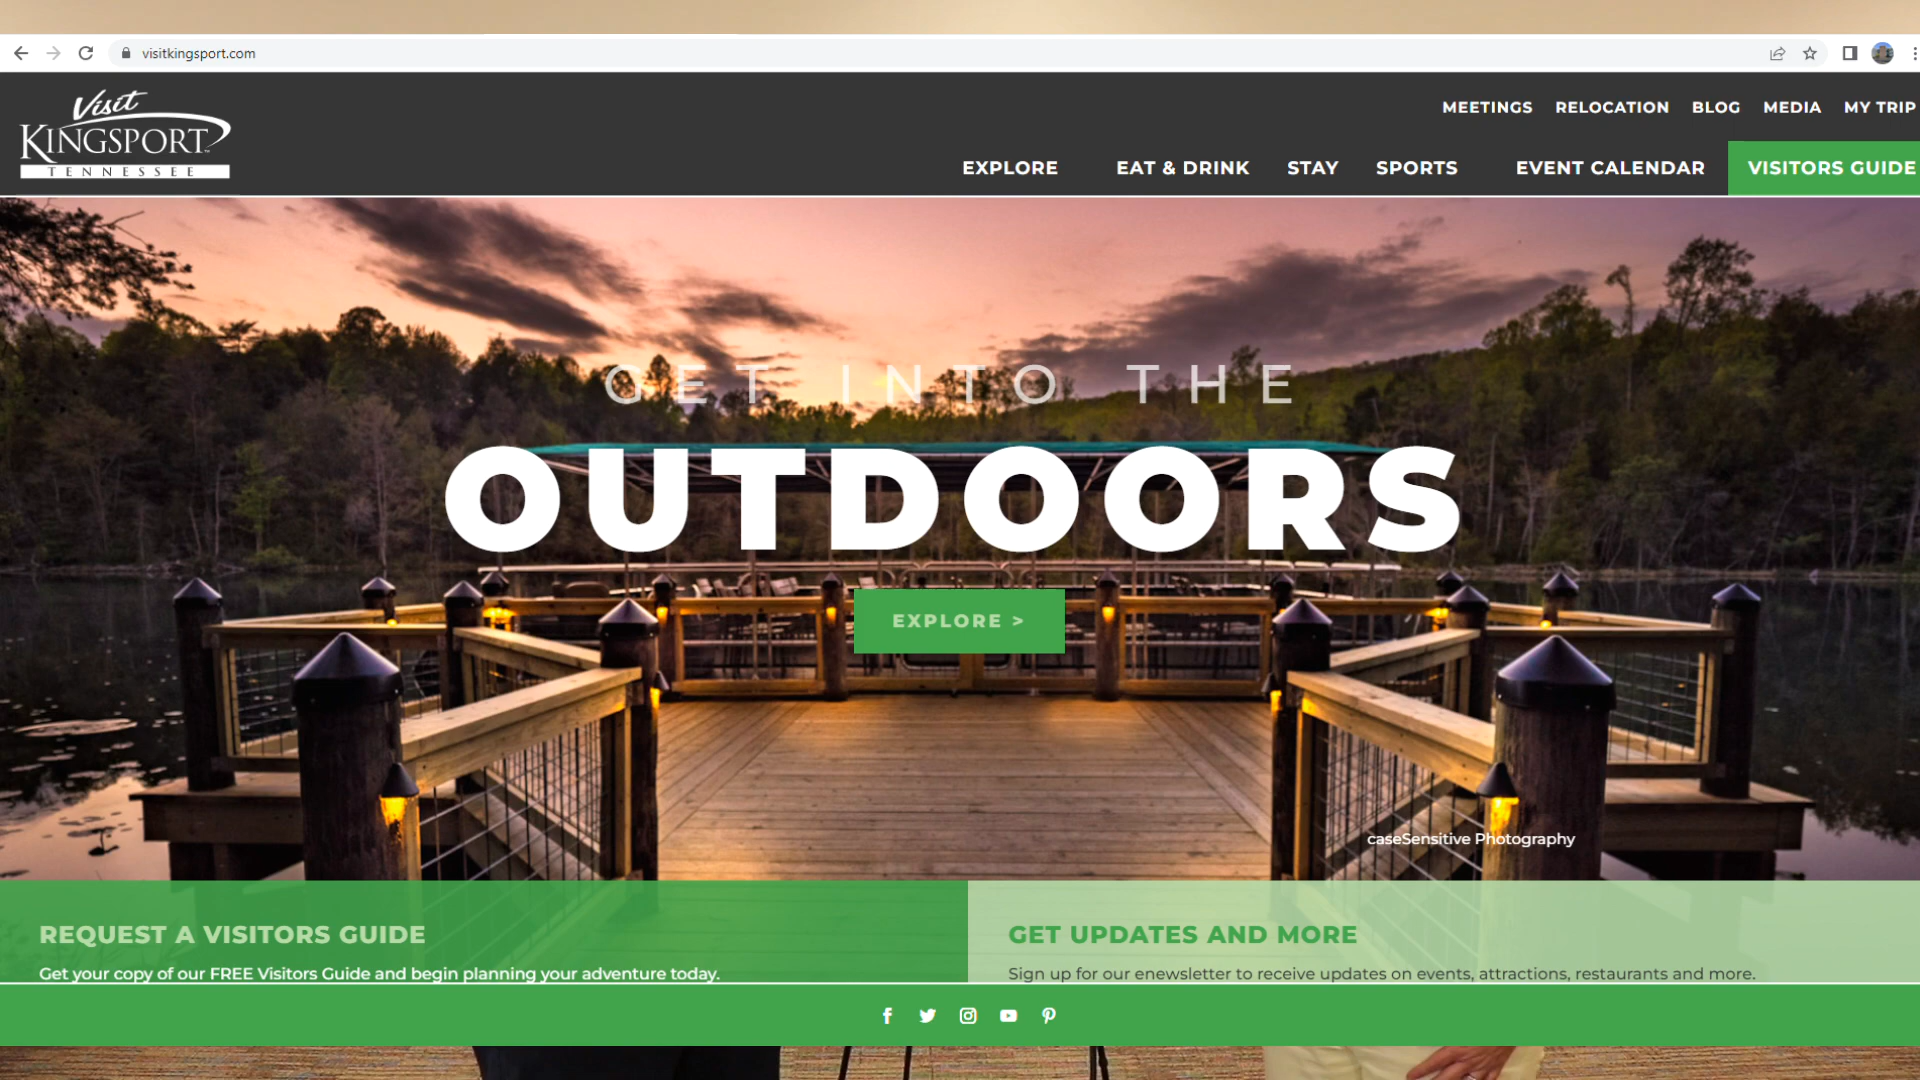 visitkingsport.com
Visit
KINGSPORT
TENNESSEE
MEETINGS RELOCATION BLOG MEDIA MY TRIP
EXPLORE EAT & DRINK STAY SPORTS EVENT CALENDAR VISITORS GUIDE
GET INTO THE
OUTDOORS
EXPLORE >
caseSensitive Photography
REQUEST A VISITORS GUIDE
Get your copy of our FREE Visitors Guide and begin planning your adventure today.
GET UPDATES AND MORE
Sign up for our enewsletter to receive updates on events, attractions, restaurants and more.